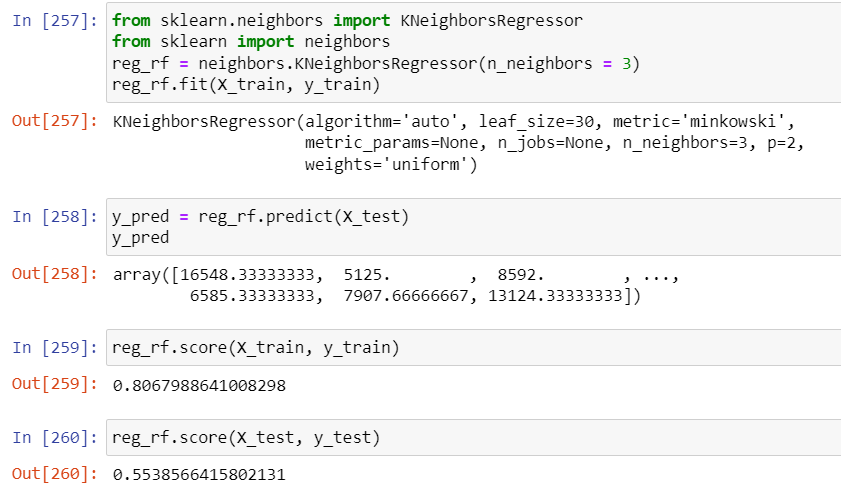 In [257]: from sklearn.neighbors import KNeighborsRegressor
from sklearn import neighbors
reg_rf = neighbors.KNeighborsRegressor(n_neighbors = 3)
reg_rf.fit(X_train, y_train)
Out[257]: KNeighborsRegressor(algorithm='auto', leaf_size=30, metric='minkowski',
metric_params=None, n_jobs=None, n_neighbors=3, p=2,
weights='uniform')
In [258]: y_pred = reg_rf.predict(X_test)
y_pred
Out[258]: array([16548.33333333,  5125.        ,  8592.        , ...,
6585.33333333,  7907.66666667, 13124.33333333])
In [259]: reg_rf.score(X_train, y_train)
Out[259]: 0.8067988641008298
In [260]: reg_rf.score(X_test, y_test)
Out[260]: 0.5538566415802131